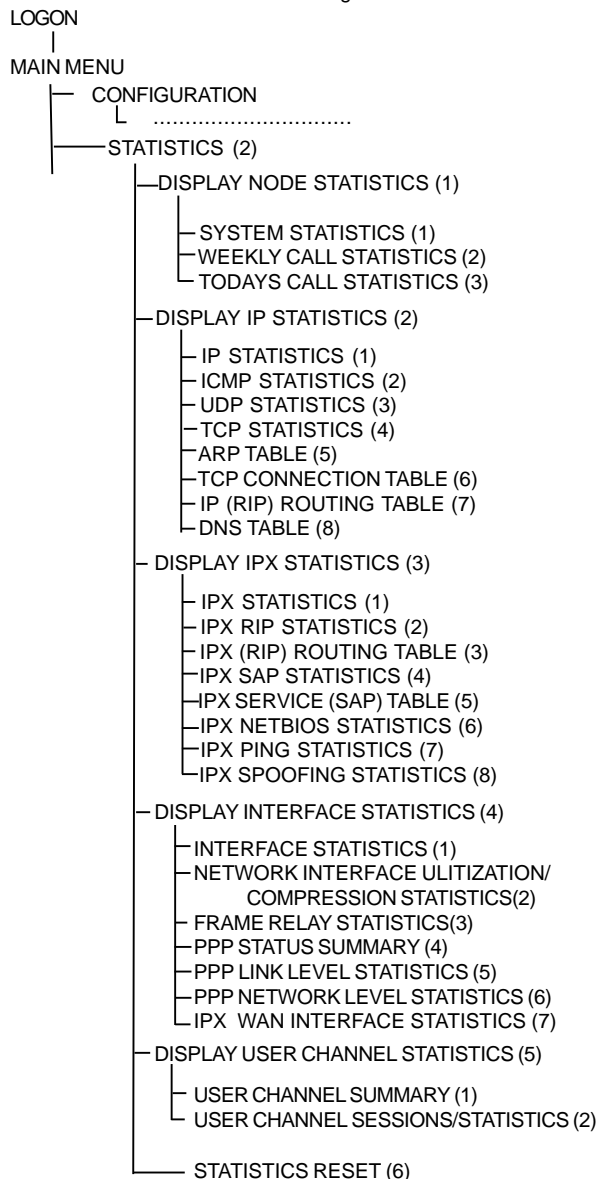 LOGON
MAIN MENU
CONFIGURATION
...............................
STATISTICS (2)
DISPLAY NODE STATISTICS (1)
SYSTEM STATISTICS (1)
WEEKLY CALL STATISTICS (2)
TODAYS CALL STATISTICS (3)
DISPLAY IP STATISTICS (2)
IP STATISTICS (1)
ICMP STATISTICS (2)
UDP STATISTICS (3)
TCP STATISTICS (4)
ARP TABLE (5)
TCP CONNECTION TABLE (6)
IP (RIP) ROUTING TABLE (7)
DNS TABLE (8)
DISPLAY IPX STATISTICS (3)
IPX STATISTICS (1)
IPX RIP STATISTICS (2)
IPX (RIP) ROUTING TABLE (3)
IPX SAP STATISTICS (4)
IPX SERVICE (SAP) TABLE (5)
IPX NETBIOS STATISTICS (6)
IPX PING STATISTICS (7)
IPX SPOOFING STATISTICS (8)
DISPLAY INTERFACE STATISTICS (4)
INTERFACE STATISTICS (1)
NETWORK INTERFACE ULITIZATION/
COMPRESSION STATISTICS(2)
FRAME RELAY STATISTICS(3)
PPP STATUS SUMMARY (4)
PPP LINK LEVEL STATISTICS (5)
PPP NETWORK LEVEL STATISTICS (6)
IPX WAN INTERFACE STATISTICS (7)
DISPLAY USER CHANNEL STATISTICS (5)
USER CHANNEL SUMMARY (1)
USER CHANNEL SESSIONS/STATISTICS (2)
STATISTICS RESET (6)